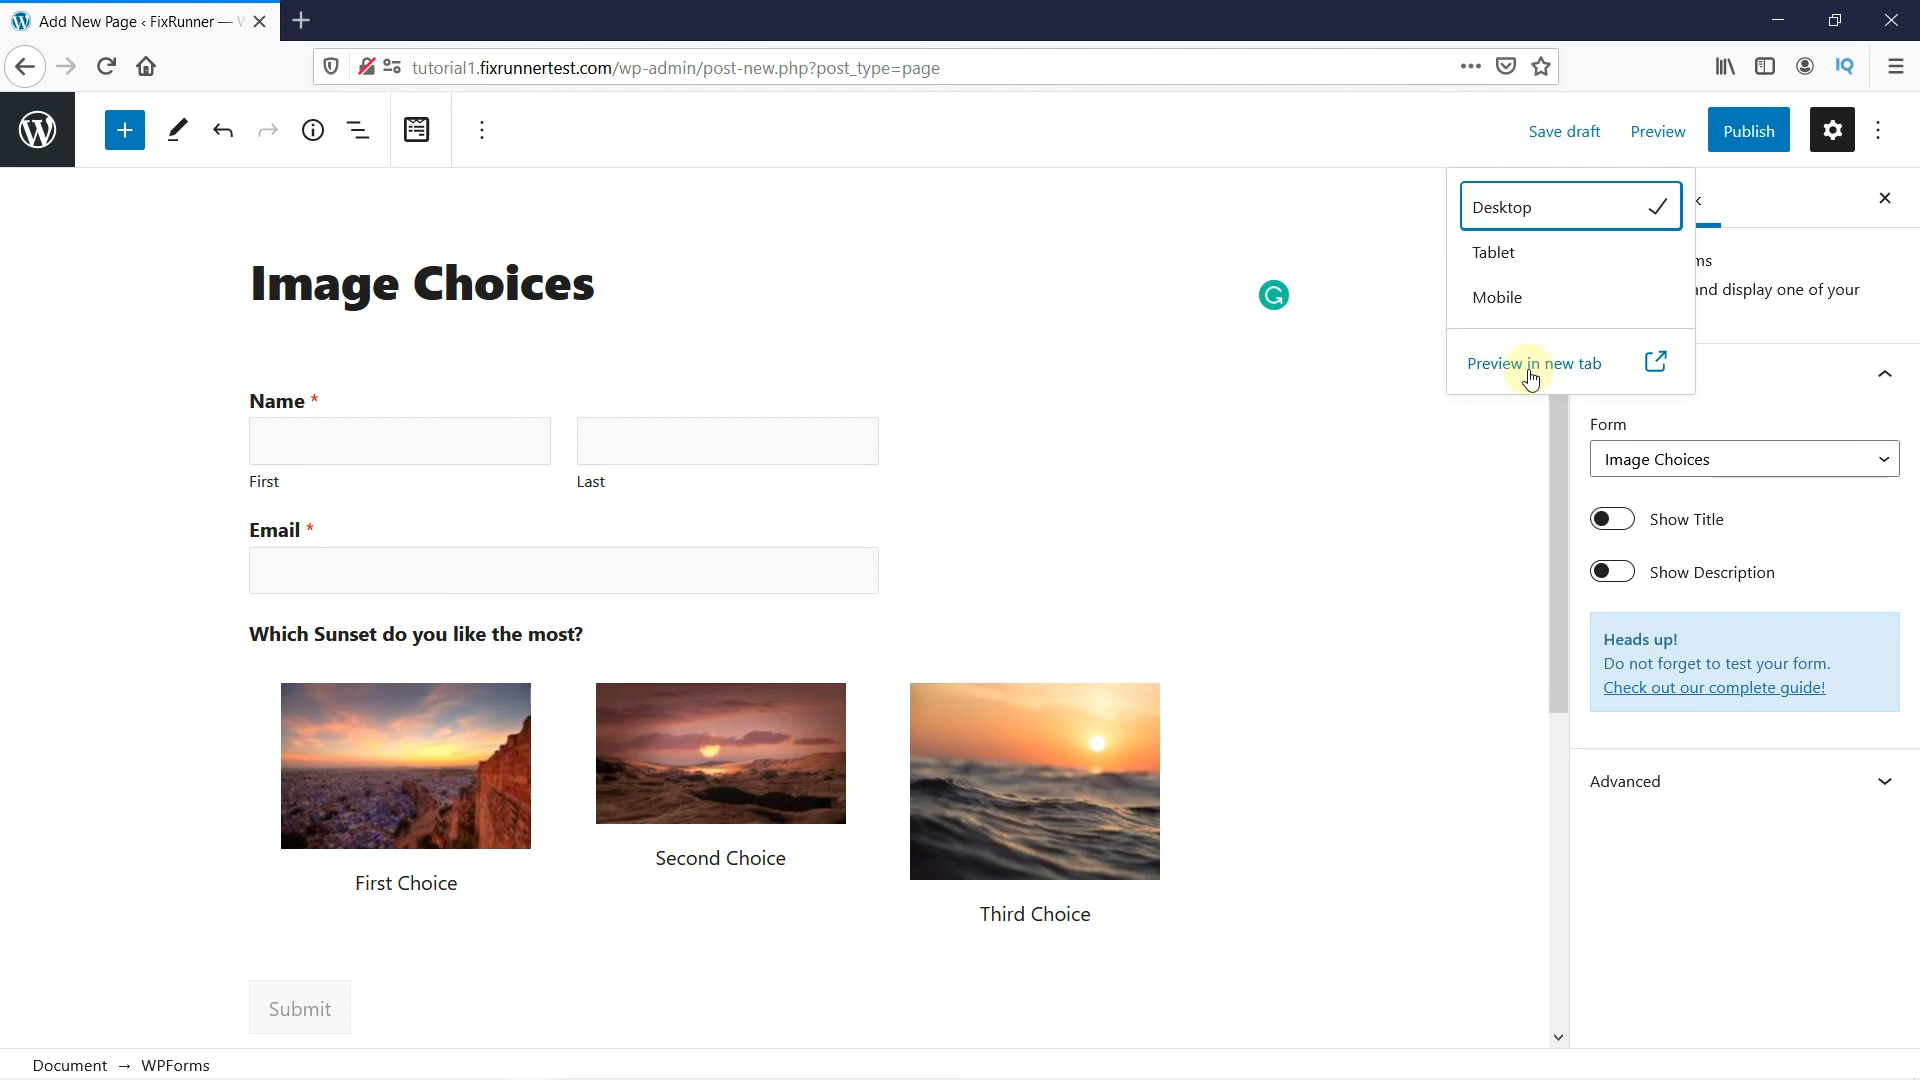 Add New Page ‹ FixRunner —
tutorial1.fixrunnertest.com/wp-admin/post-new.php?post_type=page
IQ
Save draft
Preview
Publish
Desktop
Tablet
Mobile
Preview in new tab
k
ms
and display one of your
Image Choices
Name *
First
Last
Email *
Which Sunset do you like the most?
First Choice
Second Choice
Third Choice
Submit
Form
Image Choices
Show Title
Show Description
Heads up!
Do not forget to test your form.
Check out our complete guide!
Advanced
Document → WPForms